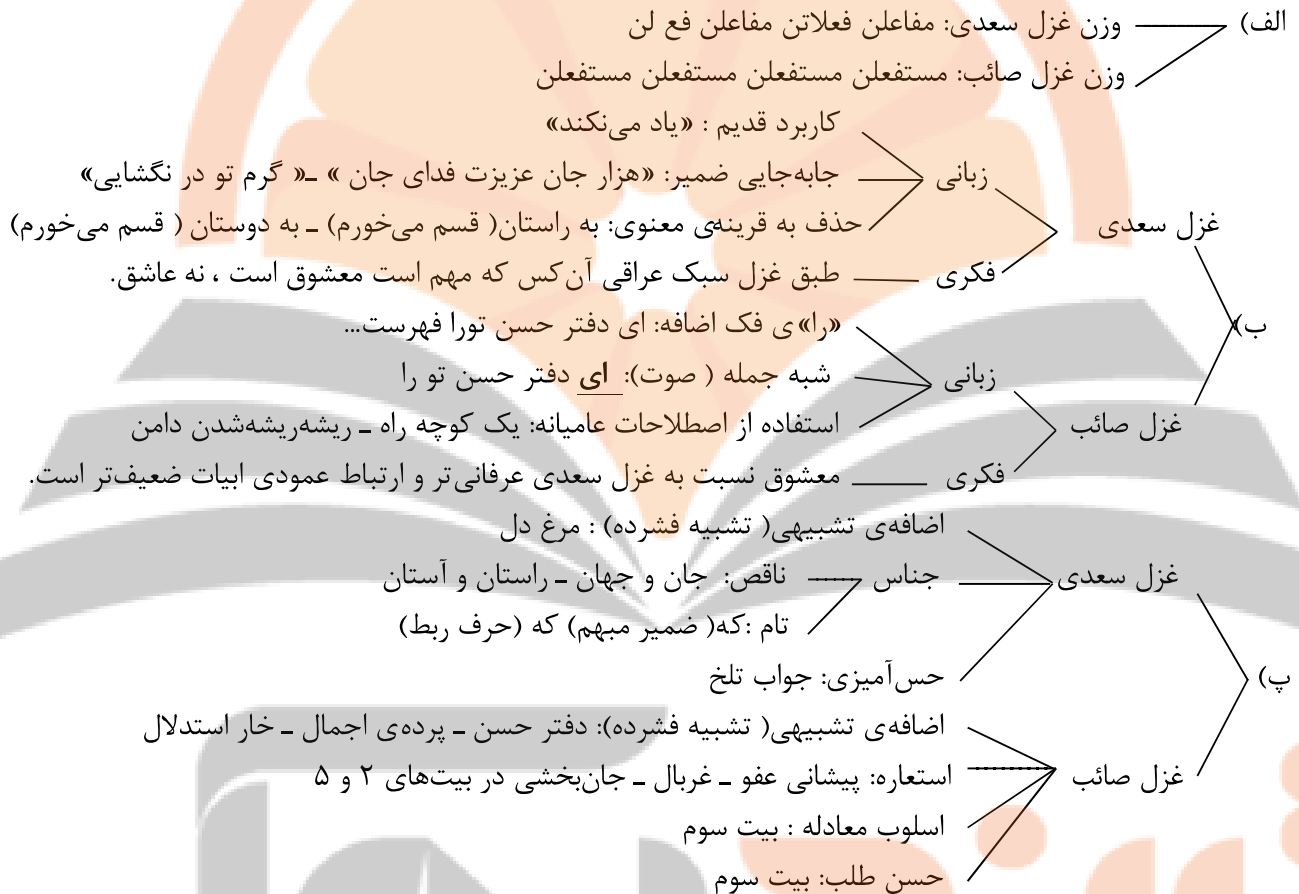 الف) وزن غزل سعدی: مفاعلن فعلاتن مفاعلن فع لن
وزن غزل صائب: مستفعلن مستفعلن مستفعلن مستفعلن
کاربرد قدیم : «یاد می‌نکند»
زبانی جابه‌جایی ضمیر: «هزار جان عزیزت فدای جان » ـ« گرم تو در نگشایی»
غزل سعدی حذف به قرینه‌ی معنوی: به راستان( قسم می‌خورم) ـ به دوستان ( قسم می‌خورم)
فکری طبق غزل سبک عراقی آن‌کس که مهم است معشوق است ، نه عاشق.
ب) «را»ی فک اضافه: ای دفتر حسن تورا فهرست...
زبانی شبه جمله ( صوت): ای دفتر حسن تو را
غزل صائب استفاده از اصطلاحات عامیانه: یک کوچه راه ـ ریشه‌ریشه‌شدن دامن
فکری معشوق نسبت به غزل سعدی عرفانی‌تر و ارتباط عمودی ابیات ضعیف‌تر است.
اضافه‌ی تشبیهی( تشبیه فشرده) : مرغ دل
غزل سعدی جناس ناقص: جان و جهان ـ راستان و آستان
تام :که( ضمیر مبهم) که (حرف ربط)
پ) حس‌آمیزی: جواب تلخ
اضافه‌ی تشبیهی( تشبیه فشرده): دفتر حسن ـ پرده‌ی اجمال ـ خار استدلال
غزل صائب استعاره: پیشانی عفو ـ غربال ـ جان‌بخشی در بیت‌های ۲ و ۵
اسلوب معادله : بیت سوم
حسن طلب: بیت سوم